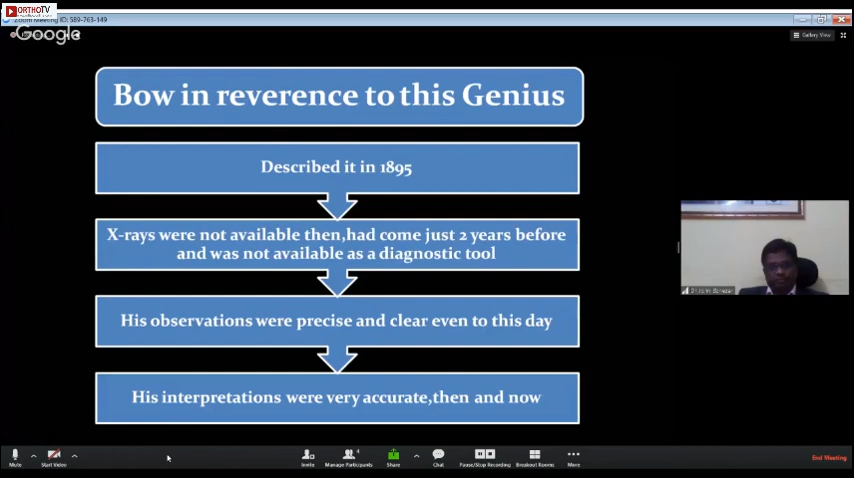 ORTHOTV
Zoom Meeting ID: 589-763-149
Google
Gallery View
Bow in reverence to this Genius
Described it in 1895
X-rays were not available then,had come just 2 years before
and was not available as a diagnostic tool
His observations were precise and clear even to this day
His interpretations were very accurate,then and now
Mute
Start Video
Invite
4
Manage Participants
Share
Chat
Pause/Stop Recording
Breakout Rooms
More
End Meeting